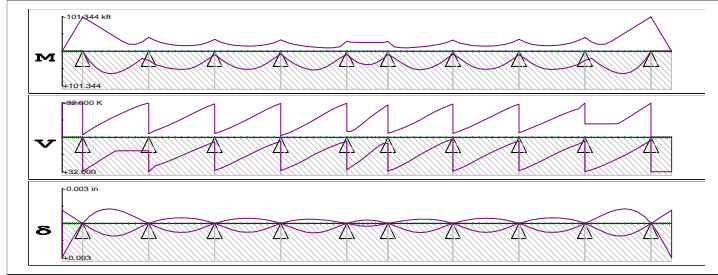 -101.344 kft
M
+101.344
-32.000 K
V
+32.000
-0.003 in
δ
+0.003